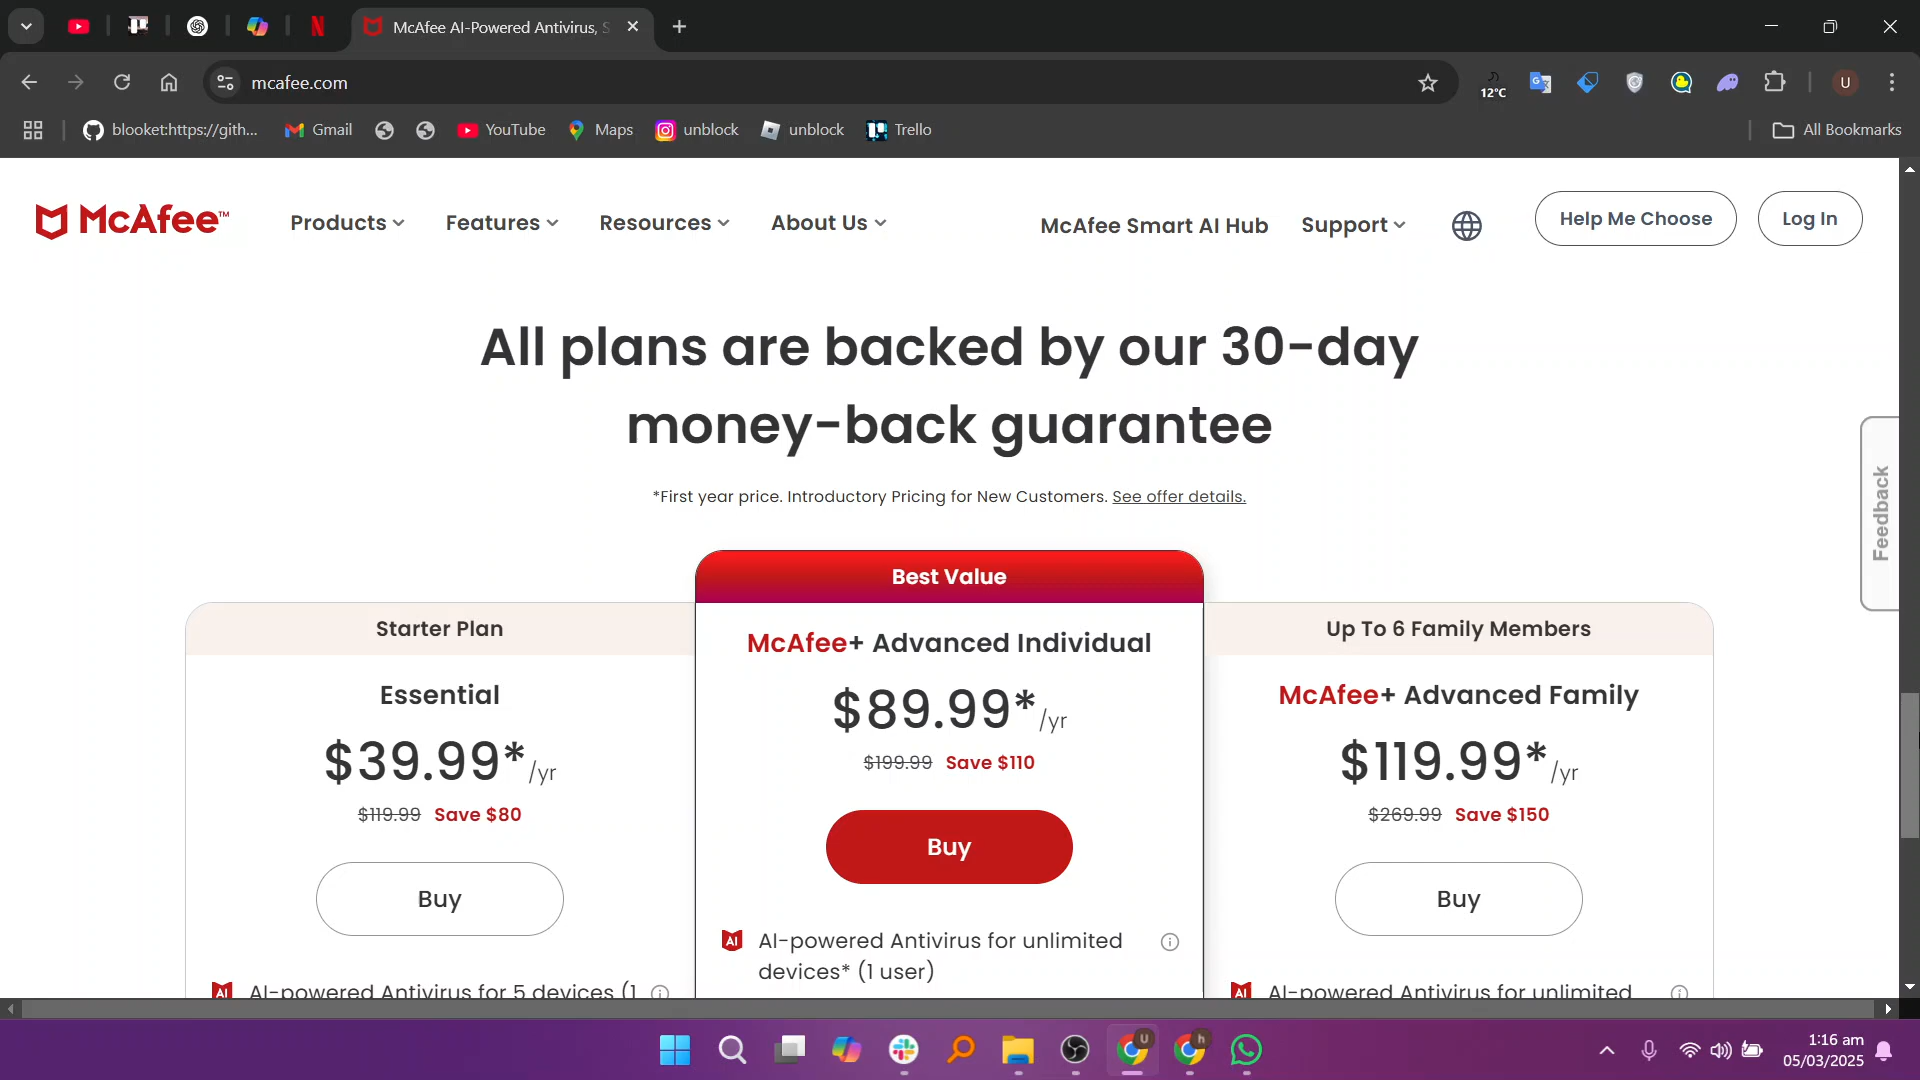 McAfee AI-Powered Antivirus, S
mcafee.com
12°C
U
blooket:https://gith...
Gmail
YouTube
Maps
unblock
unblock
Trello
All Bookmarks
McAfee™
Products
Features
Resources
About Us
McAfee Smart AI Hub
Support
Help Me Choose
Log In
All plans are backed by our 30-day
money-back guarantee
*First year price. Introductory Pricing for New Customers. See offer details.
Feedback
Starter Plan
Essential
$39.99*/yr
$119.99 Save $80
Buy
AI AI-powered Antivirus for 5 devices (1
Best Value
McAfee+ Advanced Individual
$89.99*/yr
$199.99 Save $110
Buy
AI AI-powered Antivirus for unlimited
devices* (1 user)
Up To 6 Family Members
McAfee+ Advanced Family
$119.99*/yr
$269.99 Save $150
Buy
AI AI-powered Antivirus for unlimited
U
h
1:16 am
05/03/2025